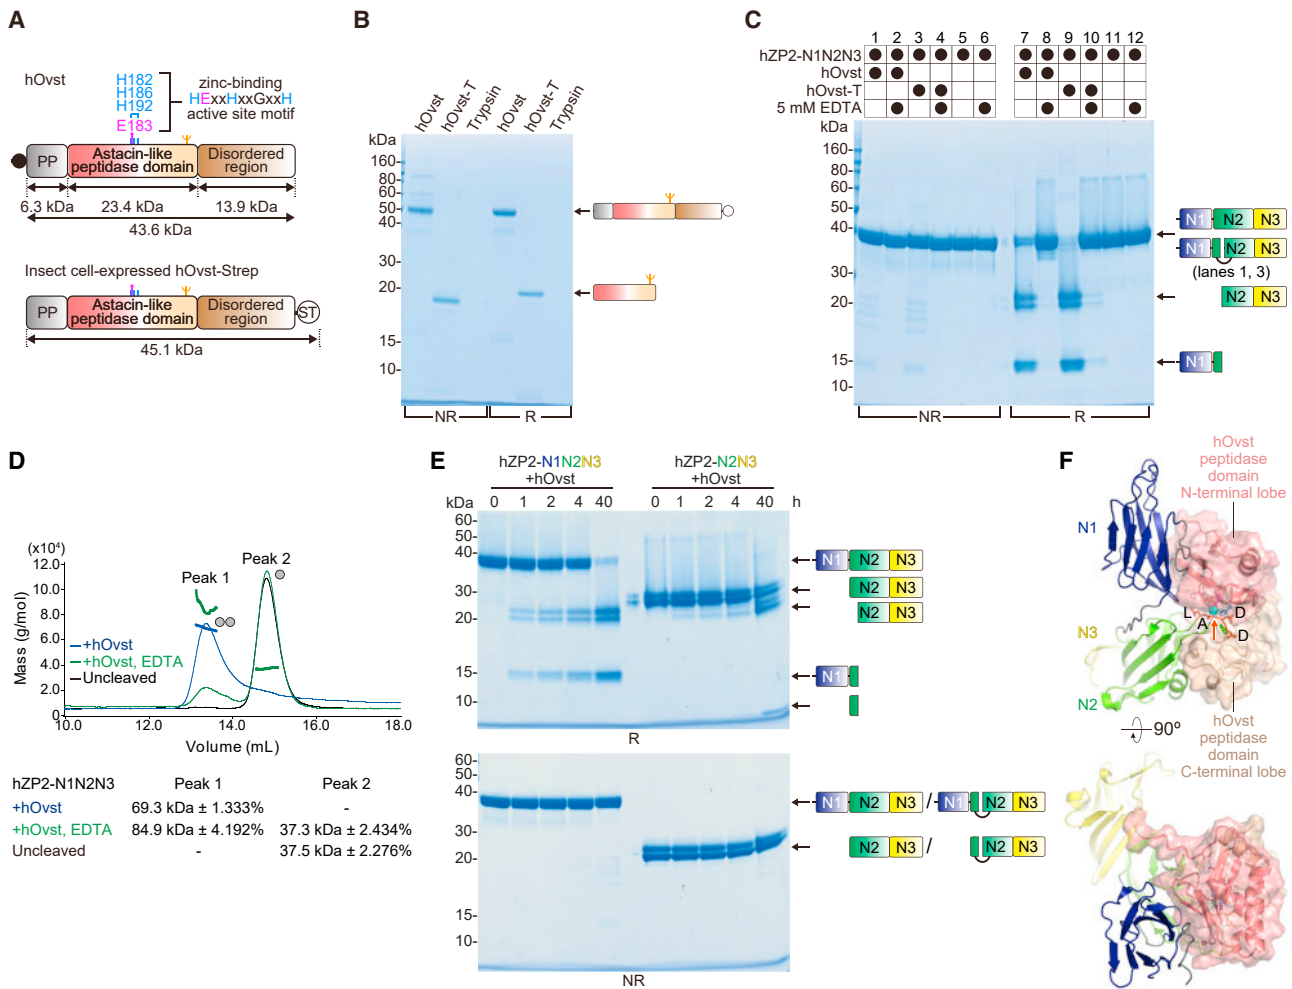 A
hOvst
H182
H186
H192
E183
zinc-binding
HExxHxxGxxH
active site motif
PP
Astacin-like
peptidase domain
Disordered
region
6.3 kDa
23.4 kDa
13.9 kDa
43.6 kDa
Insect cell-expressed hOvst-Strep
PP
Astacin-like
peptidase domain
Disordered
region
ST
45.1 kDa
B
hOvst
hOvst-T
Trypsin
hOvst
hOvst-T
Trypsin
kDa
160-
80-
60-
50-
40-
30-
20-
15-
10-
NR
R
C
1 2 3 4 5 6 7 8 9 10 11 12
hZP2-N1N2N3
hOvst
hOvst-T
5 mM EDTA
kDa
160-
80-
60-
50-
40-
30-
20-
15-
10-
NR
R
N1 N2 N3
N1 N2 N3
(lanes 1, 3)
N2 N3
N1
D
(x10⁴)
12.0
10.0
8.0
6.0
4.0
2.0
0
Mass (g/mol)
Peak 1
Peak 2
+hOvst
+hOvst, EDTA
Uncleaved
10.0 12.0 14.0 16.0 18.0
Volume (mL)
hZP2-N1N2N3 Peak 1 Peak 2
+hOvst 69.3 kDa ± 1.333% -
+hOvst, EDTA 84.9 kDa ± 4.192% 37.3 kDa ± 2.434%
Uncleaved - 37.5 kDa ± 2.276%
E
hZP2-N1N2N3
+hOvst
hZP2-N2N3
+hOvst
kDa 0 1 2 4 40 0 1 2 4 40 h
60-
50-
40-
30-
20-
15-
10-
R
N1 N2 N3
N2 N3
N2 N3
N1
60-
50-
40-
30-
20-
15-
10-
NR
N1 N2 N3 / N1 N2 N3
N2 N3 / N2 N3
F
hOvst
peptidase
domain
N-terminal lobe
N1
L
D
A
D
N3
N2
90º
hOvst
peptidase
domain
C-terminal lobe